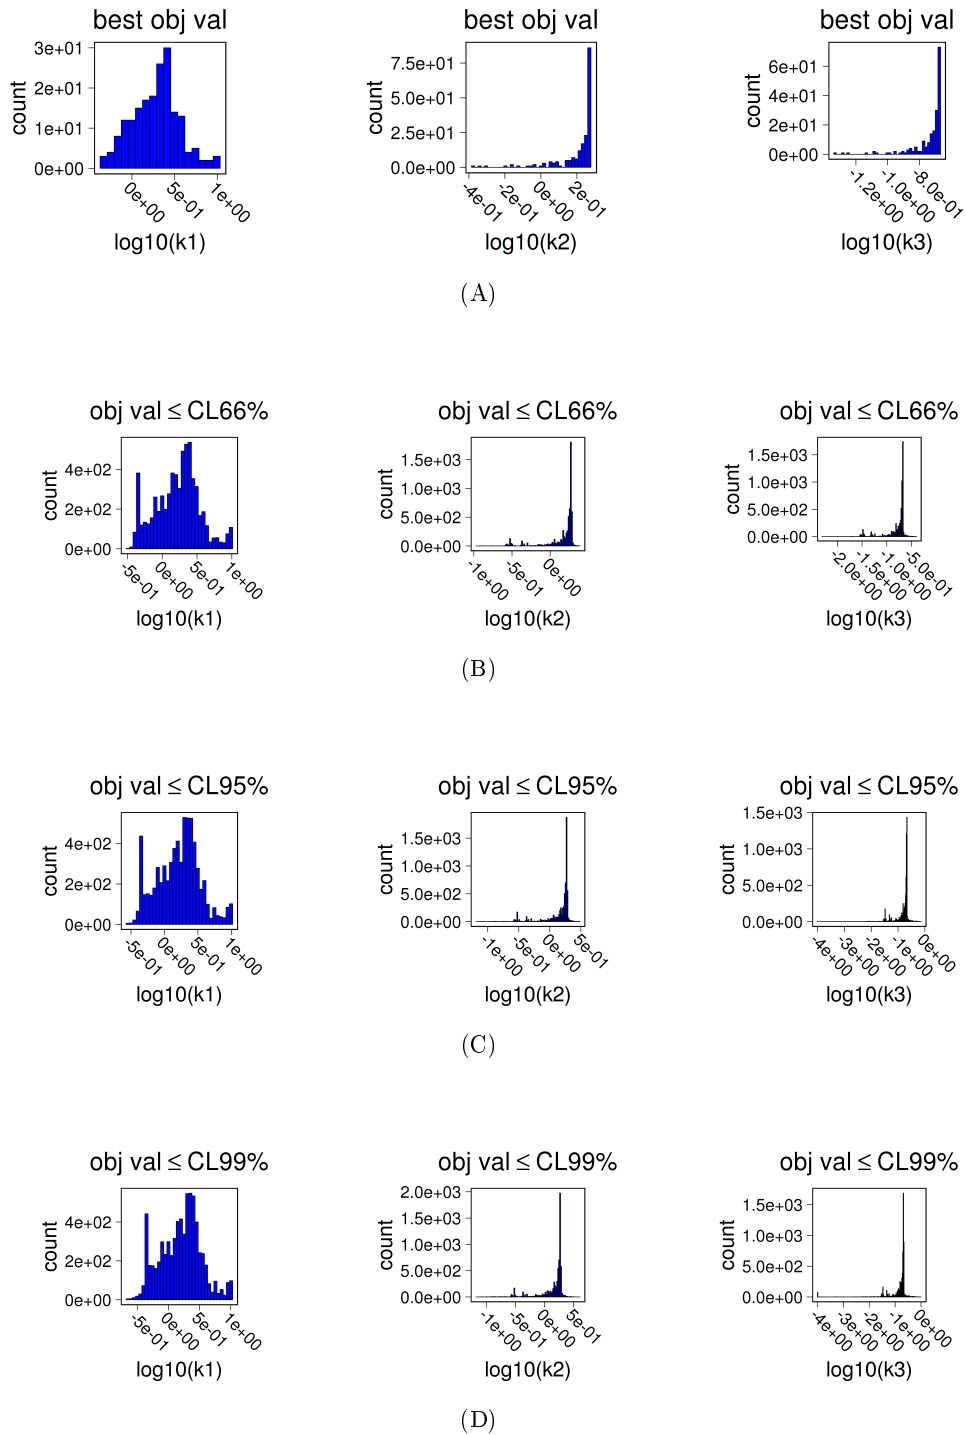 best obj val
3e+01
2e+01
1e+01
0e+00
count
0e+00
5e-01
1e+00
log10(k1)
best obj val
7.5e+01
5.0e+01
2.5e+01
0.0e+00
count
-4e-01
-2e-01
0e+00
2e-01
log10(k2)
best obj val
6e+01
4e+01
2e+01
0e+00
count
-1.2e+00
-1.0e+00
-8.0e-01
log10(k3)
(A)
obj val ≤ CL66%
4e+02
2e+02
0e+00
count
-5e-01
0e+00
5e-01
1e+00
log10(k1)
obj val ≤ CL66%
1.5e+03
1.0e+03
5.0e+02
0.0e+00
count
-1e+00
-5e-01
0e+00
log10(k2)
obj val ≤ CL66%
1.5e+03
1.0e+03
5.0e+02
0.0e+00
count
-2.0e+00
-1.5e+00
-1.0e+00
-5.0e-01
log10(k3)
(B)
obj val ≤ CL95%
4e+02
2e+02
0e+00
count
-5e-01
0e+00
5e-01
1e+00
log10(k1)
obj val ≤ CL95%
1.5e+03
1.0e+03
5.0e+02
0.0e+00
count
-1e+00
-5e-01
0e+00
5e-01
log10(k2)
obj val ≤ CL95%
1.5e+03
1.0e+03
5.0e+02
0.0e+00
count
-4e+00
-3e+00
-2e+00
-1e+00
0e+00
log10(k3)
(C)
obj val ≤ CL99%
4e+02
2e+02
0e+00
count
-5e-01
0e+00
5e-01
1e+00
log10(k1)
obj val ≤ CL99%
2.0e+03
1.5e+03
1.0e+03
5.0e+02
0.0e+00
count
-1e+00
-5e-01
0e+00
5e-01
log10(k2)
obj val ≤ CL99%
1.5e+03
1.0e+03
5.0e+02
0.0e+00
count
-4e+00
-3e+00
-2e+00
-1e+00
0e+00
log10(k3)
(D)